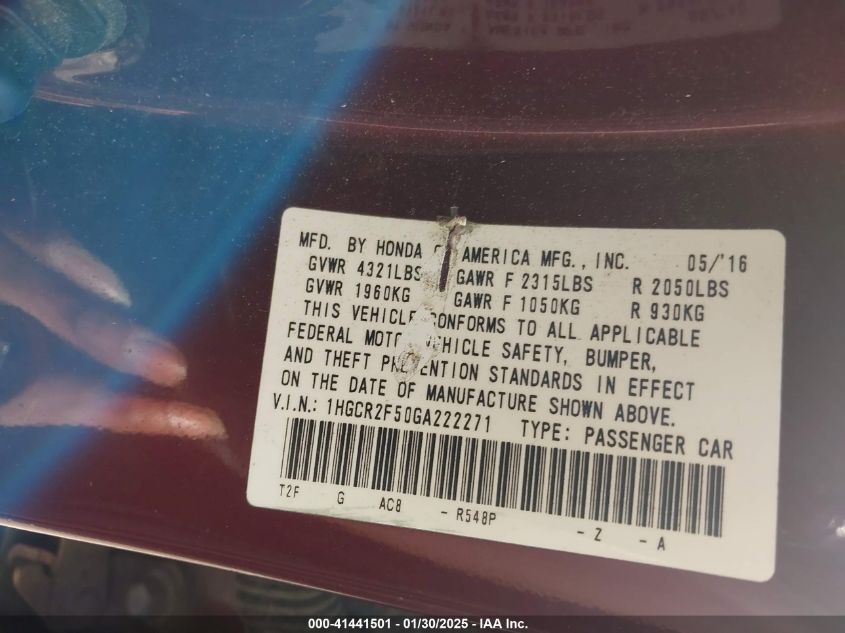 MFD. BY HONDA AMERICA MFG., INC. 05/'16
GVWR 4321LBS GAWR F 2315LBS R 2050LBS
GVWR 1960KG GAWR F 1050KG R 930KG
THIS VEHICLE CONFORMS TO ALL APPLICABLE
FEDERAL MOTOR VEHICLE SAFETY, BUMPER,
AND THEFT PREVENTION STANDARDS IN EFFECT
ON THE DATE OF MANUFACTURE SHOWN ABOVE.
V.I.N.: 1HGCR2F50GA222271 TYPE: PASSENGER CAR
T2F G AC8 - R548P - Z - A
000-41441501 - 01/30/2025 - IAA Inc.